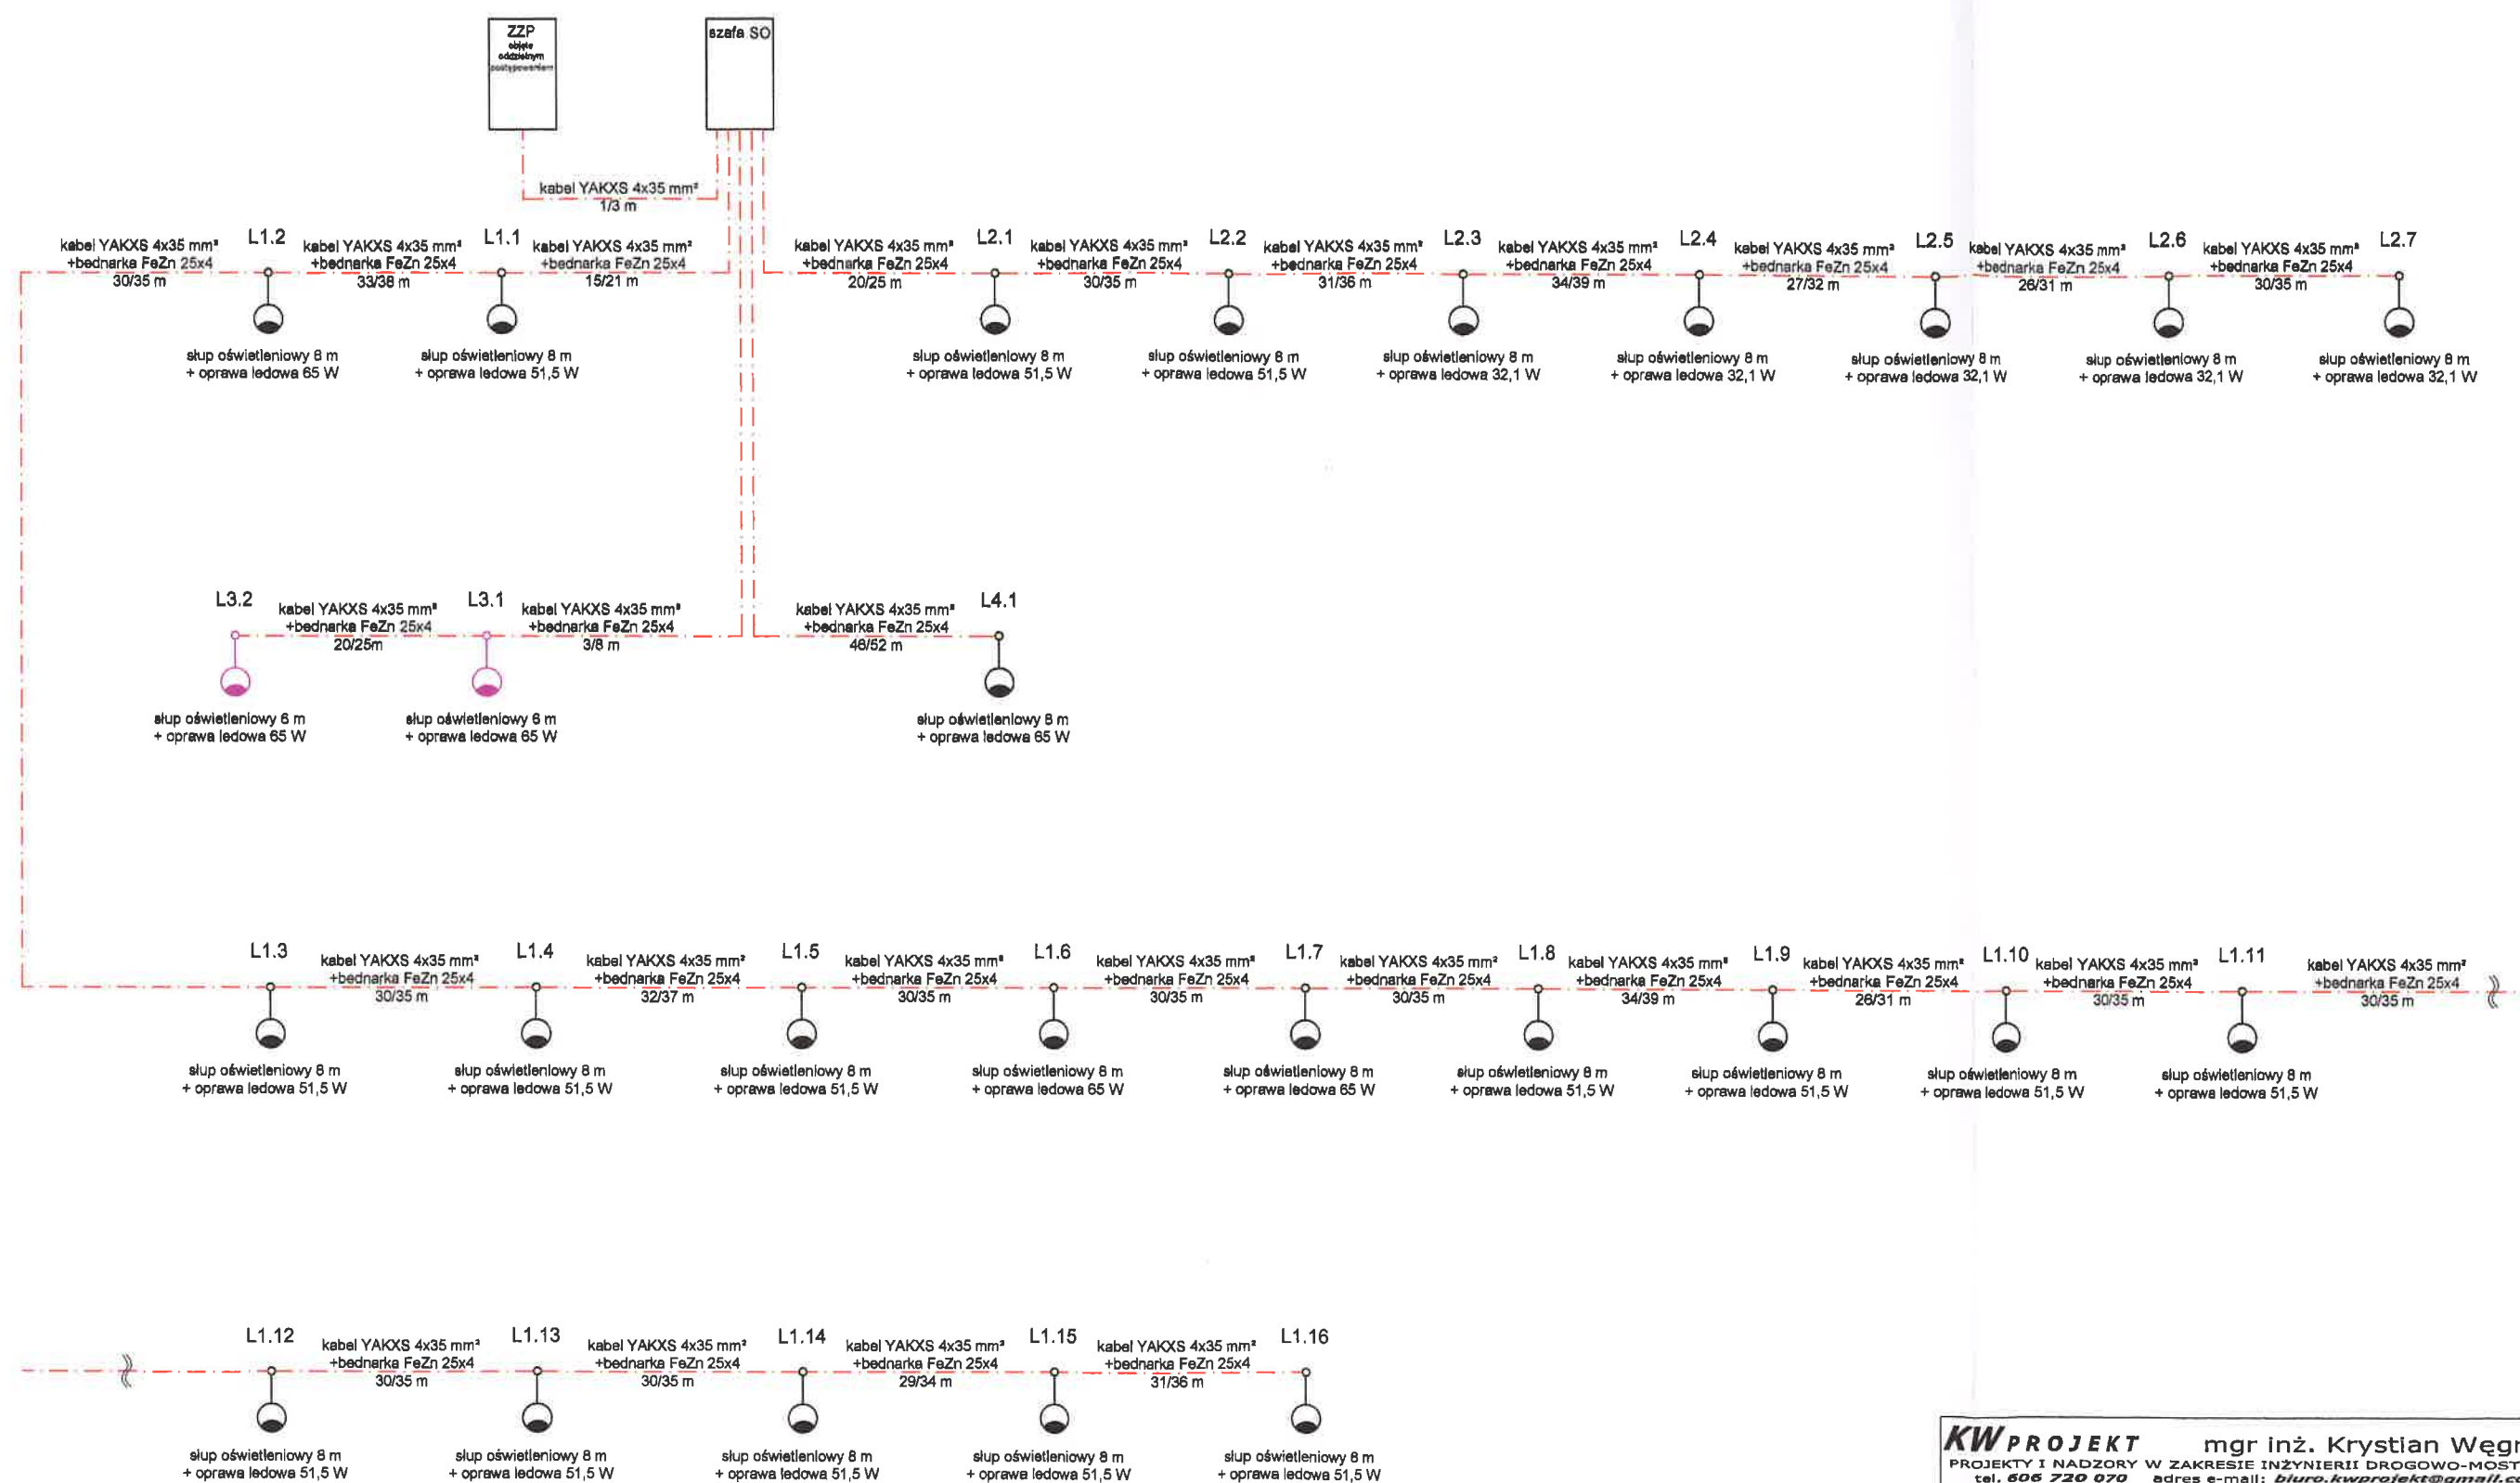 ZZP
objęte
oddzielnym
postępowaniem
szafa SO
kabel YAKXS 4x35 mm²
1/3 m
kabel YAKXS 4x35 mm²
+bednarka FeZn 25x4
30/35 m
L1.2
kabel YAKXS 4x35 mm²
+bednarka FeZn 25x4
33/38 m
L1.1
kabel YAKXS 4x35 mm²
+bednarka FeZn 25x4
15/21 m
kabel YAKXS 4x35 mm²
+bednarka FeZn 25x4
20/25 m
L2.1
kabel YAKXS 4x35 mm²
+bednarka FeZn 25x4
30/35 m
L2.2
kabel YAKXS 4x35 mm²
+bednarka FeZn 25x4
31/36 m
L2.3
kabel YAKXS 4x35 mm²
+bednarka FeZn 25x4
34/39 m
L2.4
kabel YAKXS 4x35 mm²
+bednarka FeZn 25x4
27/32 m
L2.5
kabel YAKXS 4x35 mm²
+bednarka FeZn 25x4
26/31 m
L2.6
kabel YAKXS 4x35 mm²
+bednarka FeZn 25x4
30/35 m
L2.7
słup oświetleniowy 8 m
+ oprawa ledowa 65 W
słup oświetleniowy 8 m
+ oprawa ledowa 51,5 W
słup oświetleniowy 8 m
+ oprawa ledowa 51,5 W
słup oświetleniowy 8 m
+ oprawa ledowa 51,5 W
słup oświetleniowy 8 m
+ oprawa ledowa 32,1 W
słup oświetleniowy 8 m
+ oprawa ledowa 32,1 W
słup oświetleniowy 8 m
+ oprawa ledowa 32,1 W
słup oświetleniowy 8 m
+ oprawa ledowa 32,1 W
słup oświetleniowy 8 m
+ oprawa ledowa 32,1 W
L3.2
kabel YAKXS 4x35 mm²
+bednarka FeZn 25x4
20/25m
L3.1
kabel YAKXS 4x35 mm²
+bednarka FeZn 25x4
3/8 m
kabel YAKXS 4x35 mm²
+bednarka FeZn 25x4
46/52 m
L4.1
słup oświetleniowy 6 m
+ oprawa ledowa 65 W
słup oświetleniowy 6 m
+ oprawa ledowa 65 W
słup oświetleniowy 8 m
+ oprawa ledowa 65 W
L1.3
kabel YAKXS 4x35 mm²
+bednarka FeZn 25x4
30/35 m
L1.4
kabel YAKXS 4x35 mm²
+bednarka FeZn 25x4
32/37 m
L1.5
kabel YAKXS 4x35 mm²
+bednarka FeZn 25x4
30/35 m
L1.6
kabel YAKXS 4x35 mm²
+bednarka FeZn 25x4
30/35 m
L1.7
kabel YAKXS 4x35 mm²
+bednarka FeZn 25x4
30/35 m
L1.8
kabel YAKXS 4x35 mm²
+bednarka FeZn 25x4
34/39 m
L1.9
kabel YAKXS 4x35 mm²
+bednarka FeZn 25x4
26/31 m
L1.10
kabel YAKXS 4x35 mm²
+bednarka FeZn 25x4
30/35 m
L1.11
kabel YAKXS 4x35 mm²
+bednarka FeZn 25x4
30/35 m
słup oświetleniowy 8 m
+ oprawa ledowa 51,5 W
słup oświetleniowy 8 m
+ oprawa ledowa 51,5 W
słup oświetleniowy 8 m
+ oprawa ledowa 51,5 W
słup oświetleniowy 8 m
+ oprawa ledowa 65 W
słup oświetleniowy 8 m
+ oprawa ledowa 65 W
słup oświetleniowy 8 m
+ oprawa ledowa 51,5 W
słup oświetleniowy 8 m
+ oprawa ledowa 51,5 W
słup oświetleniowy 8 m
+ oprawa ledowa 51,5 W
słup oświetleniowy 8 m
+ oprawa ledowa 51,5 W
L1.12
kabel YAKXS 4x35 mm²
+bednarka FeZn 25x4
30/35 m
L1.13
kabel YAKXS 4x35 mm²
+bednarka FeZn 25x4
30/35 m
L1.14
kabel YAKXS 4x35 mm²
+bednarka FeZn 25x4
29/34 m
L1.15
kabel YAKXS 4x35 mm²
+bednarka FeZn 25x4
31/36 m
L1.16
słup oświetleniowy 8 m
+ oprawa ledowa 51,5 W
słup oświetleniowy 8 m
+ oprawa ledowa 51,5 W
słup oświetleniowy 8 m
+ oprawa ledowa 51,5 W
słup oświetleniowy 8 m
+ oprawa ledowa 51,5 W
słup oświetleniowy 8 m
+ oprawa ledowa 51,5 W
KW PROJEKT mgr inż. Krystian Węgr
PROJEKTY I NADZORY W ZAKRESIE INŻYNIERII DROGOWO-MOST
tel. 606 720 070 adres e-mail: biuro.kwprojekt@gmail.c